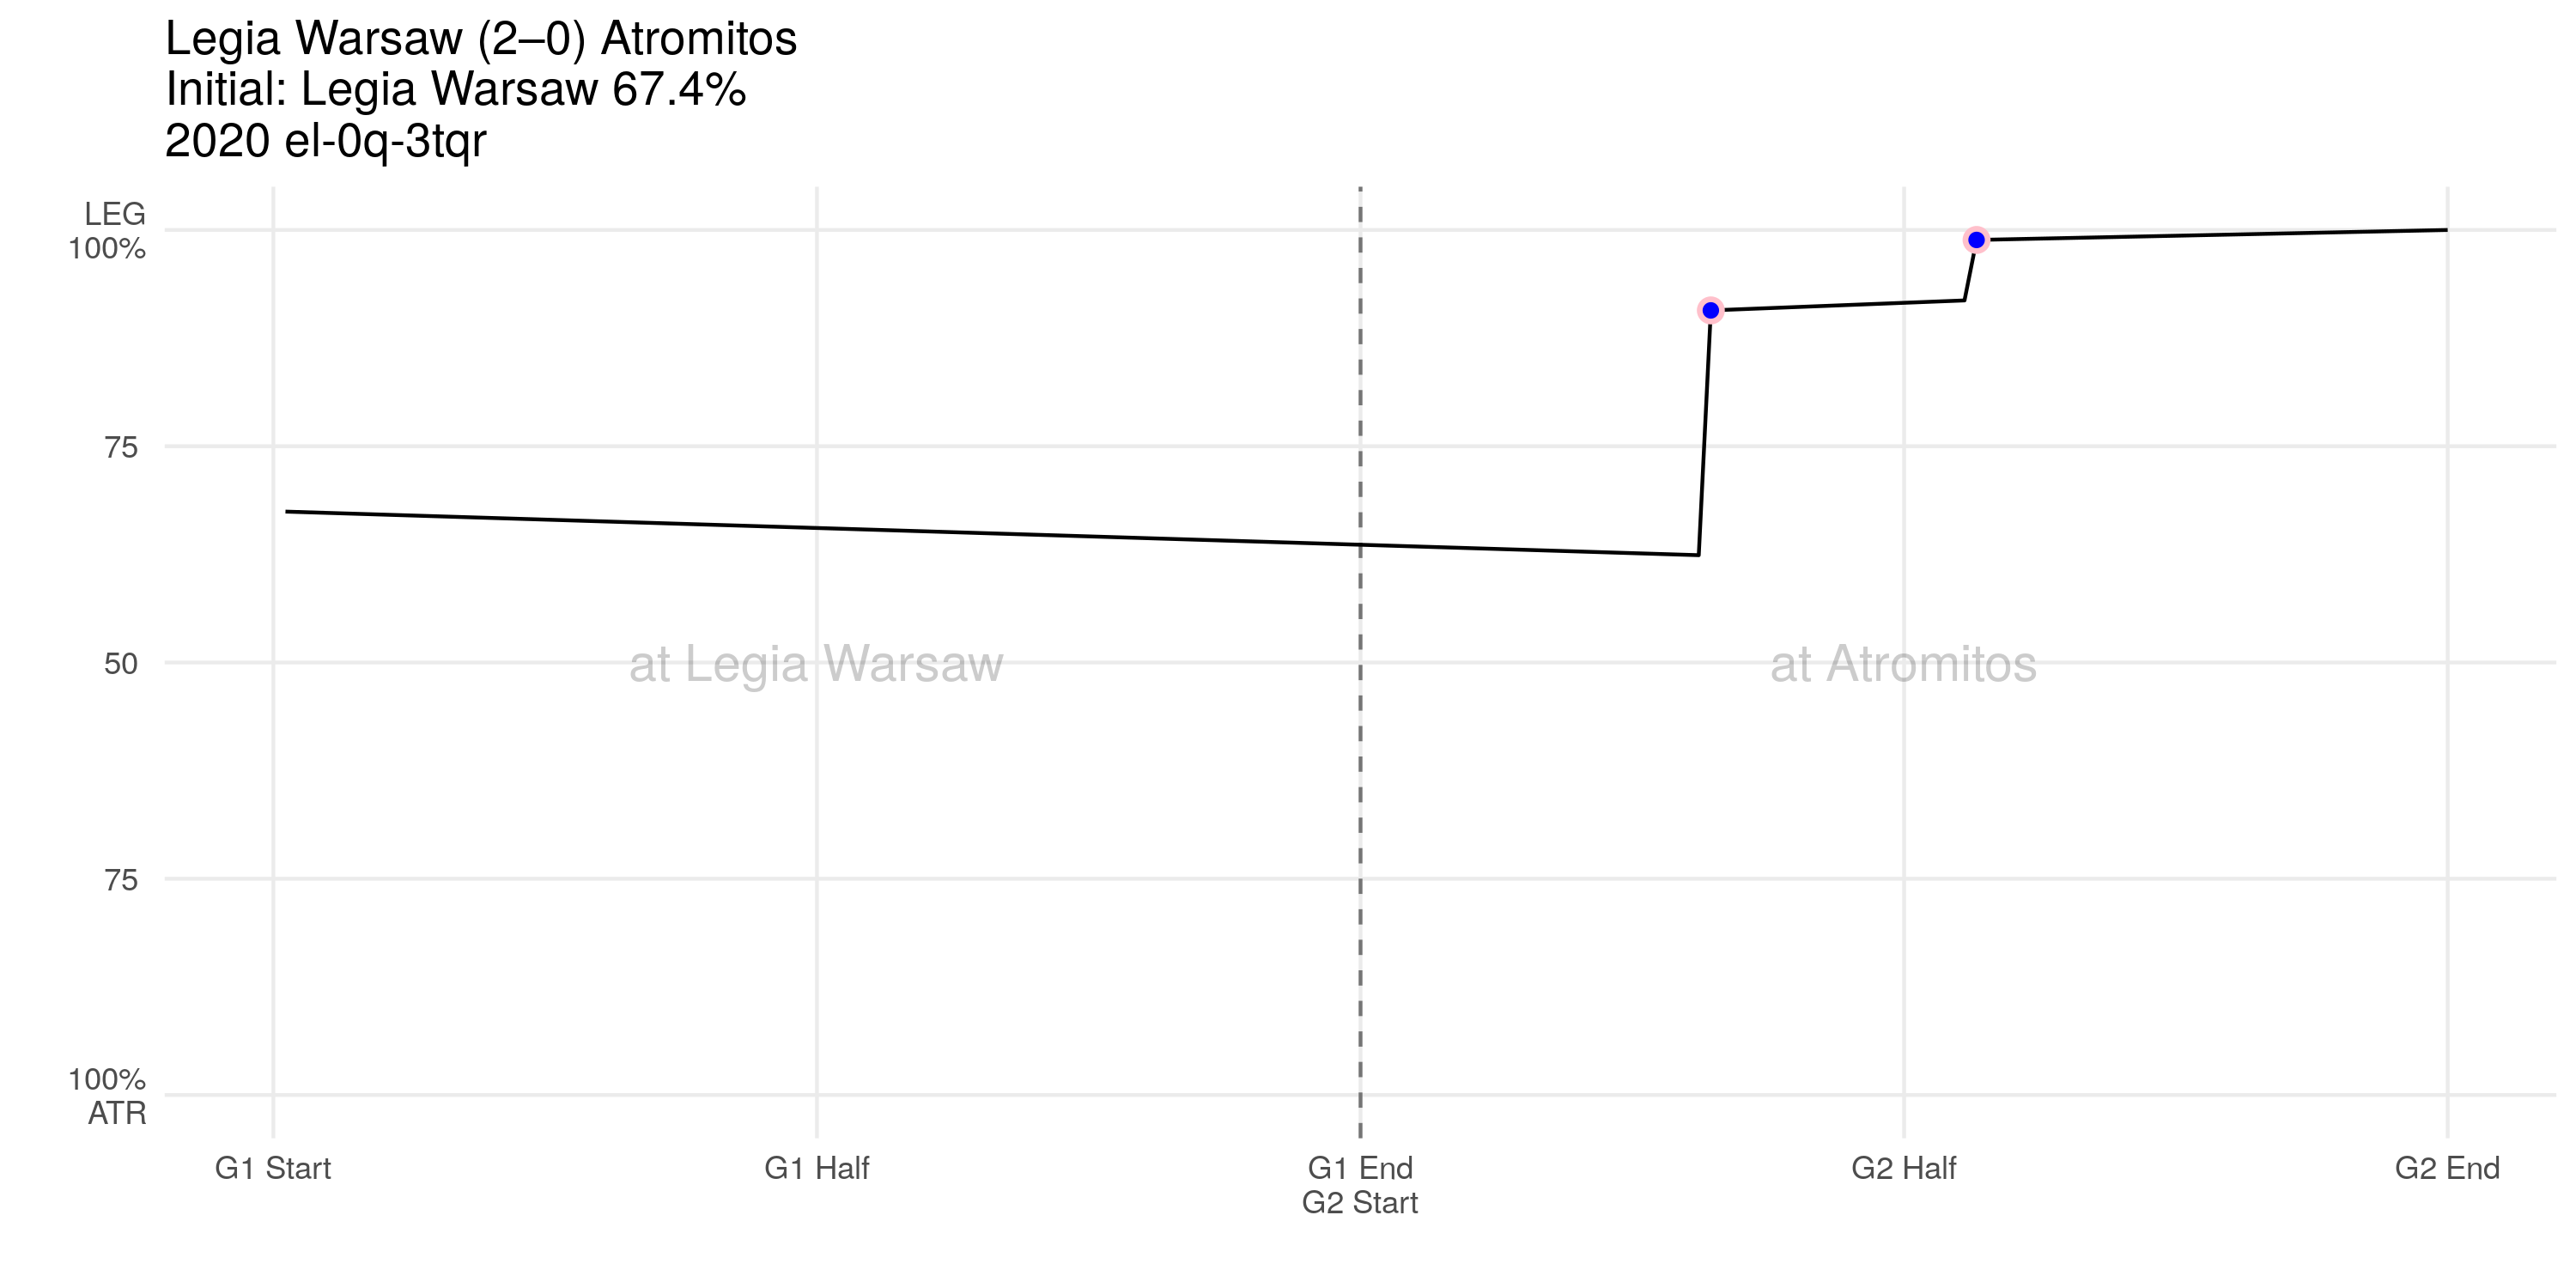 Legia Warsaw (2–0) Atromitos
Initial: Legia Warsaw 67.4%
2020 el-0q-3tqr
LEG
100%
75
50
75
100%
ATR
at Legia Warsaw
at Atromitos
G1 Start
G1 Half
G1 End
G2 Start
G2 Half
G2 End